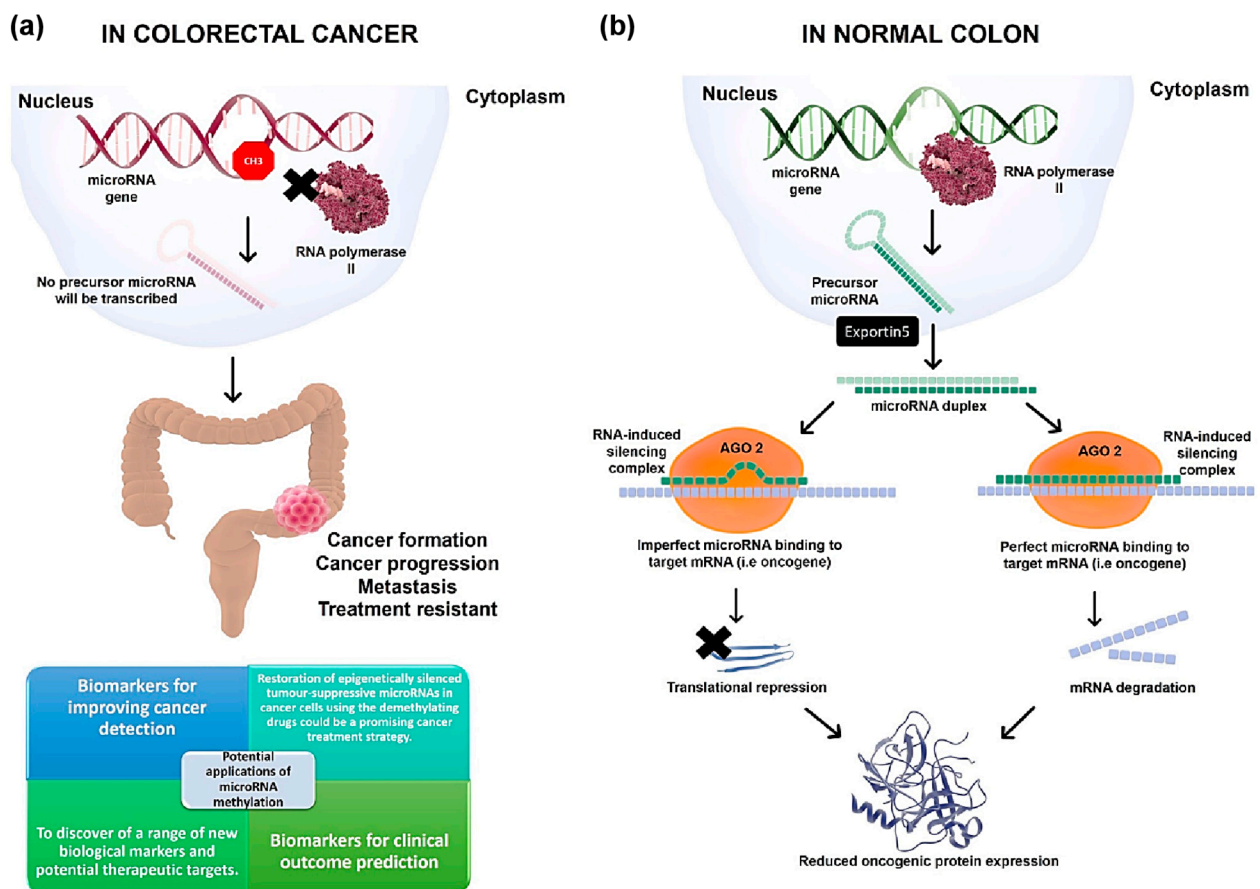 (a)
IN COLORECTAL CANCER
Nucleus
Cytoplasm
CH3
microRNA
gene
RNA polymerase
II
No precursor microRNA
will be transcribed
Cancer formation
Cancer progression
Metastasis
Treatment resistant
Biomarkers for
improving cancer
detection
Restoration of epigenetically silenced
tumour-suppressive microRNAs in
cancer cells using the demethylating
drugs could be a promising cancer
treatment strategy.
Potential
applications of
microRNA
methylation
To discover of a range of new
biological markers and
potential therapeutic targets.
Biomarkers for clinical
outcome prediction
(b)
IN NORMAL COLON
Nucleus
Cytoplasm
microRNA
gene
RNA polymerase
II
Precursor
microRNA
Exportin5
microRNA duplex
RNA-induced
silencing
complex
AGO 2
Imperfect microRNA binding to
target mRNA (i.e oncogene)
Translational repression
AGO 2
RNA-induced
silencing
complex
Perfect microRNA binding to
target mRNA (i.e oncogene)
mRNA degradation
Reduced oncogenic protein expression